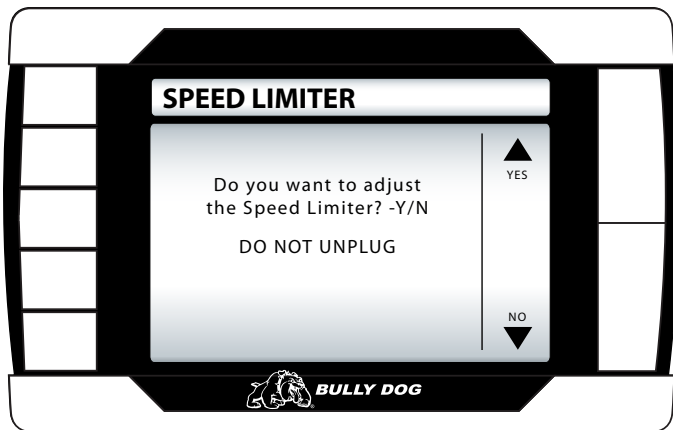 SPEED LIMITER
Do you want to adjust
the Speed Limiter? -Y/N
DO NOT UNPLUG
YES
NO
BULLY DOG